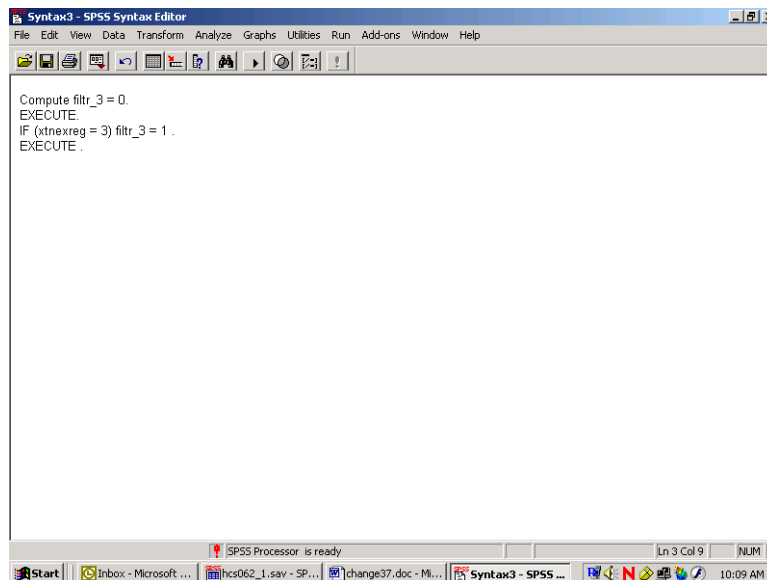 Syntax3 - SPSS Syntax Editor
File Edit View Data Transform Analyze Graphs Utilities Run Add-ons Window Help
Compute filtr_3 = 0.
EXECUTE.
IF (xtnexreg = 3) filtr_3 = 1 .
EXECUTE .
SPSS Processor is ready
Ln 3 Col 9
NUM
Start
Inbox - Microsoft ...
hcs062_1.sav - SP...
change37.doc - Mi...
Syntax3 - SPSS ...
10:09 AM